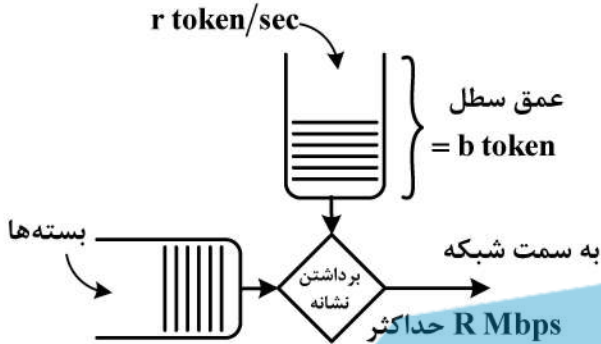 r token/sec
عمق سطل
= b token
بسته‌ها
برداشتن
نشانه
به سمت شبکه
حداکثر R Mbps